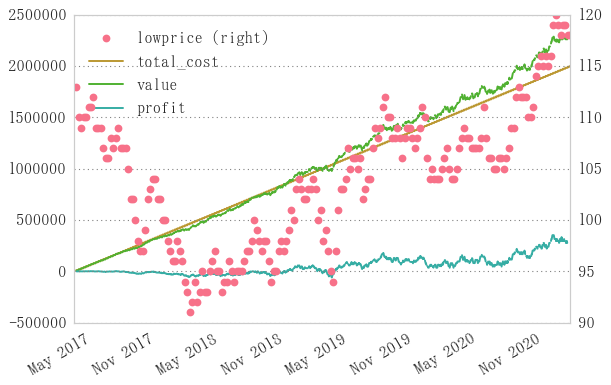 2500000
2000000
1500000
1000000
500000
0
-500000
120
115
110
105
100
95
90
lowprice (right)
total_cost
value
profit
May 2017
Nov 2017
May 2018
Nov 2018
May 2019
Nov 2019
May 2020
Nov 2020